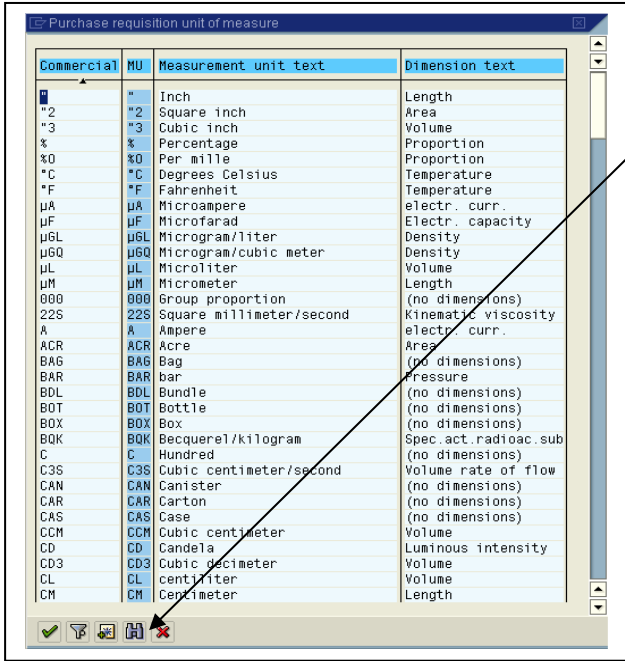 Purchase requisition unit of measure
Commercial MU Measurement unit text Dimension text
" " Inch Length
"2 "2 Square inch Area
"3 "3 Cubic inch Volume
% % Percentage Proportion
%0 %0 Per mille Proportion
°C °C Degrees Celsius Temperature
°F °F Fahrenheit Temperature
µA µA Microampere electr. curr.
µF µF Microfarad Electr. capacity
µGL µGL Microgram/liter Density
µGQ µGQ Microgram/cubic meter Density
µL µL Microliter Volume
µM µM Micrometer Length
000 000 Group proportion (no dimensions)
22S 22S Square millimeter/second Kinematic viscosity
A A Ampere electr. curr.
ACR ACR Acre Area
BAG BAG Bag (no dimensions)
BAR BAR bar Pressure
BDL BDL Bundle (no dimensions)
BOT BOT Bottle (no dimensions)
BOX BOX Box (no dimensions)
BQK BQK Becquerel/kilogram Spec.act.radioac.sub
C C Hundred (no dimensions)
C3S C3S Cubic centimeter/second Volume rate of flow
CAN CAN Canister (no dimensions)
CAR CAR Carton (no dimensions)
CAS CAS Case (no dimensions)
CCM CCM Cubic centimeter Volume
CD CD Candela Luminous intensity
CD3 CD3 Cubic decimeter Volume
CL CL centiliter Volume
CM CM Centimeter Length